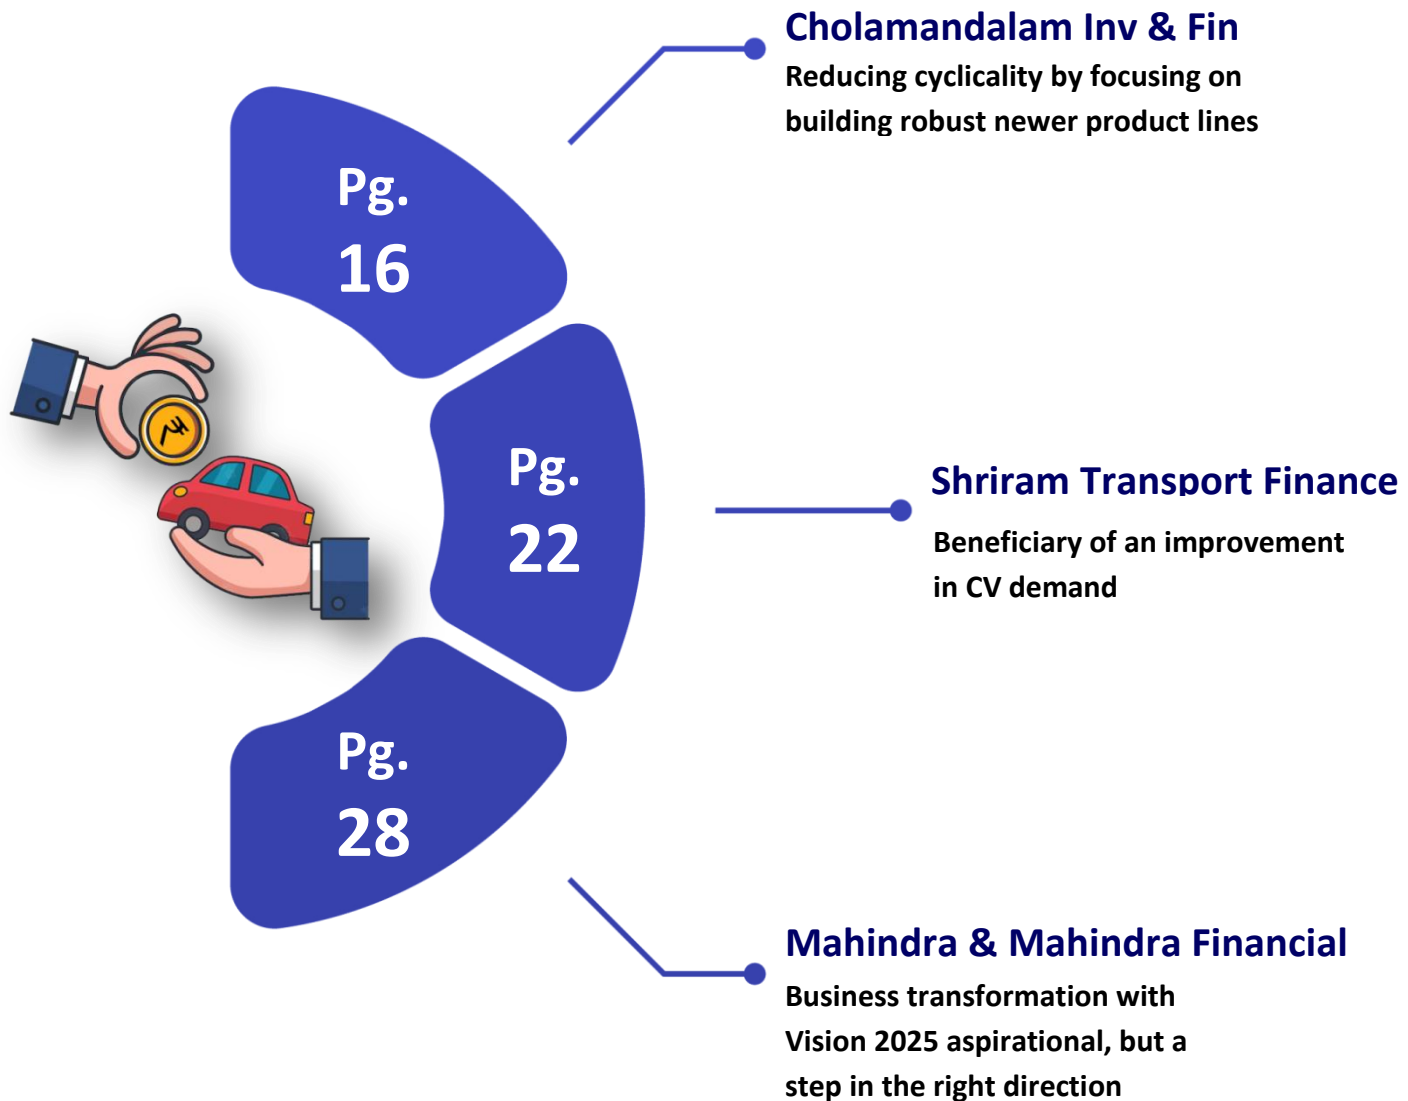 Cholamandalam Inv & Fin
Reducing cyclicality by focusing on
building robust newer product lines
Pg.
16
Pg.
22
Shriram Transport Finance
Beneficiary of an improvement
in CV demand
Pg.
28
Mahindra & Mahindra Financial
Business transformation with
Vision 2025 aspirational, but a
step in the right direction